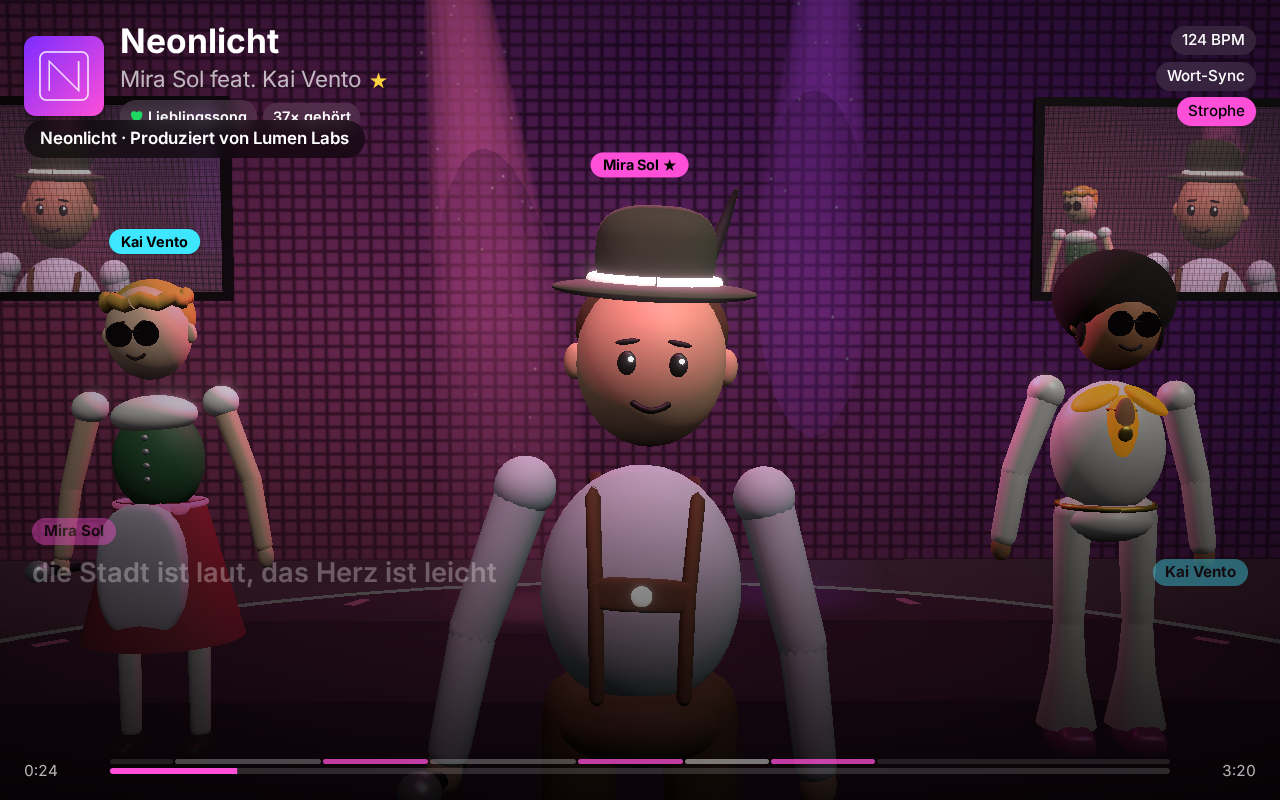 Neonlicht
Mira Sol feat. Kai Vento ★
Lieblingssong
37× gehört
Neonlicht · Produziert von Lumen Labs
124 BPM
Wort-Sync
Strophe
Mira Sol ★
Kai Vento
Mira Sol
die Stadt ist laut, das Herz ist leicht
Kai Vento
0:24
3:20